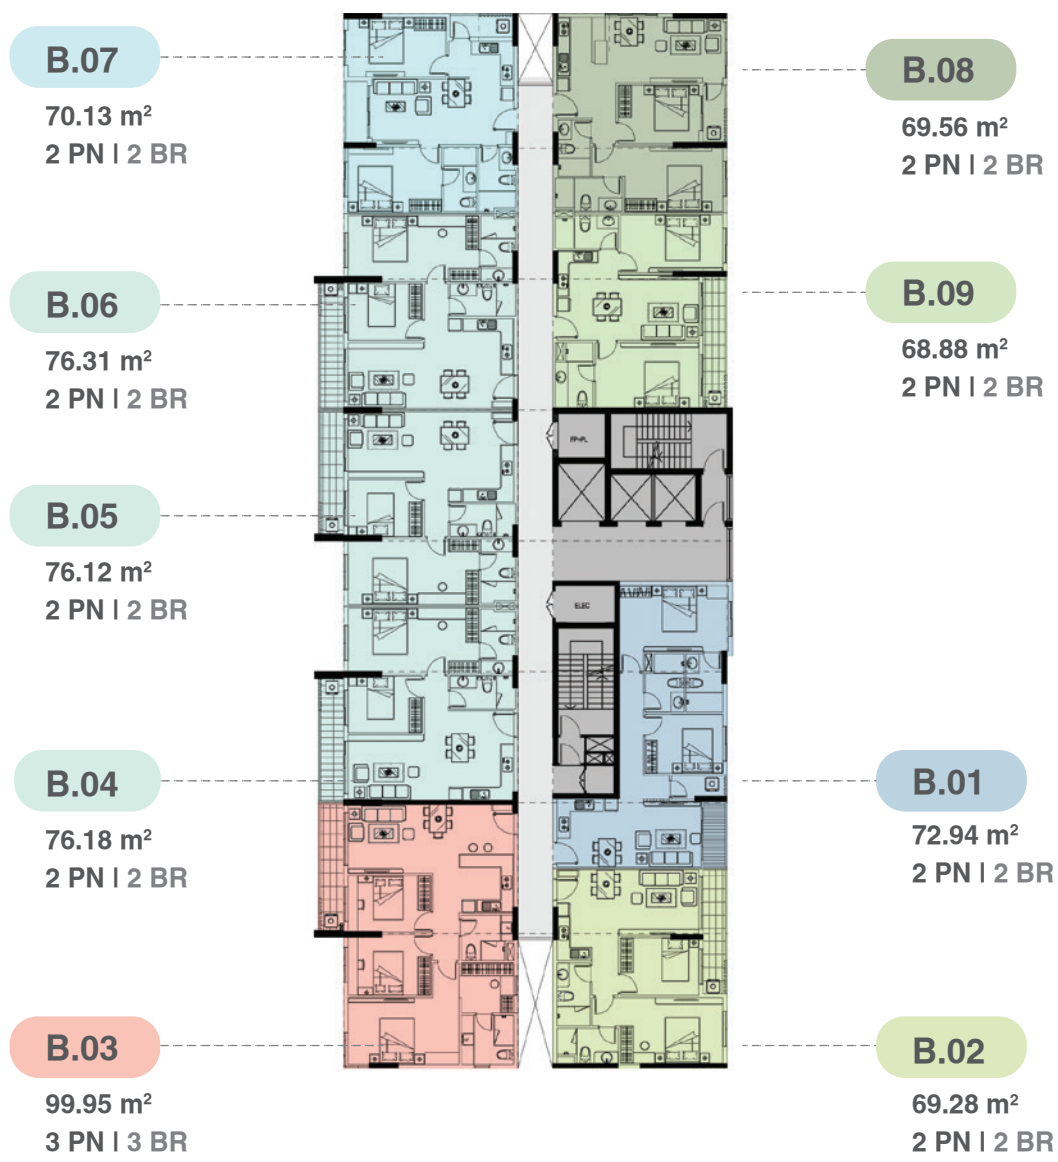 B.07
70.13 m²
2 PN | 2 BR
B.08
69.56 m²
2 PN | 2 BR
B.06
76.31 m²
2 PN | 2 BR
B.09
68.88 m²
2 PN | 2 BR
FP+PL
B.05
76.12 m²
2 PN | 2 BR
ELEC
B.04
76.18 m²
2 PN | 2 BR
B.01
72.94 m²
2 PN | 2 BR
B.03
99.95 m²
3 PN | 3 BR
B.02
69.28 m²
2 PN | 2 BR